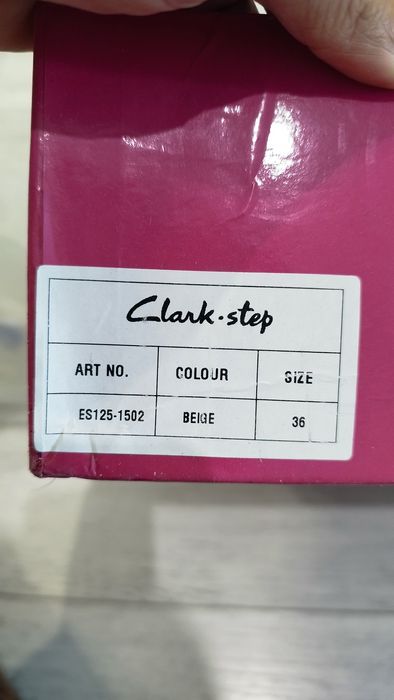 Clark·step
ART NO. COLOUR SIZE
ES125-1502 BEIGE 36